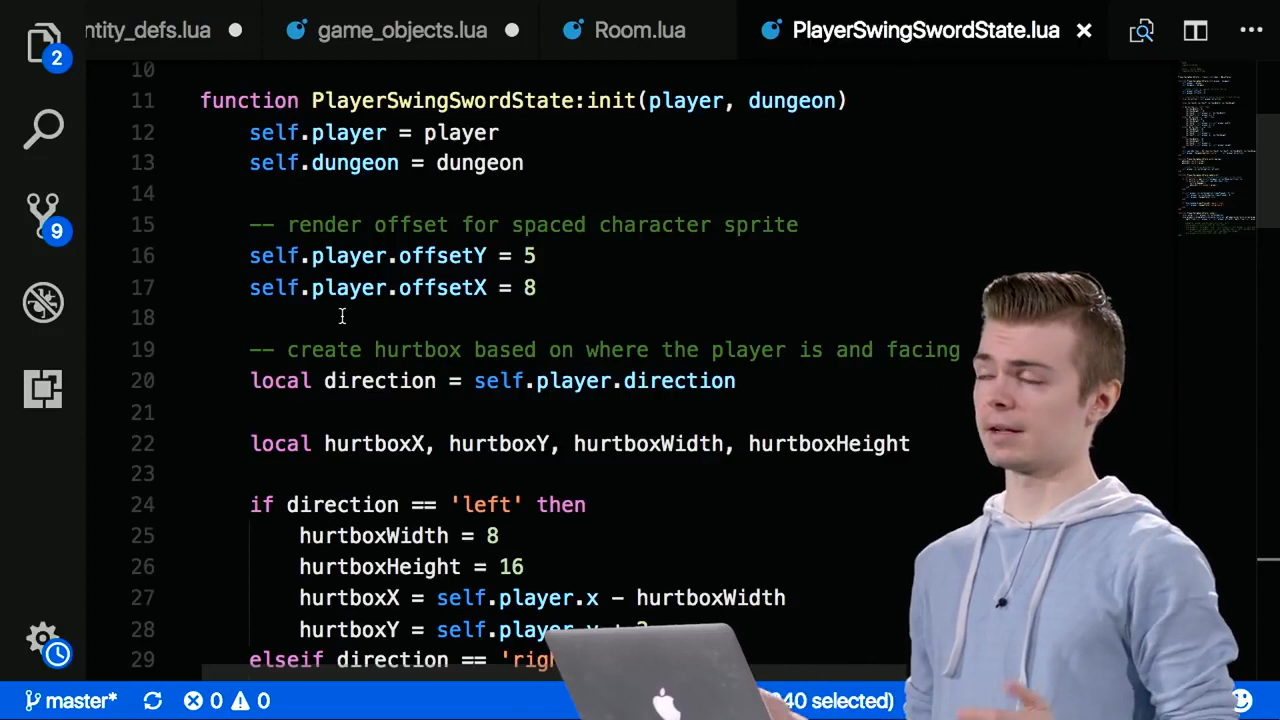 ntity_defs.lua
game_objects.lua
Room.lua
PlayerSwingSwordState.lua
2
9
10
11 function PlayerSwingSwordState:init(player, dungeon)
12 self.player = player
13 self.dungeon = dungeon
14
15 -- render offset for spaced character sprite
16 self.player.offsetY = 5
17 self.player.offsetX = 8
18
19 -- create hurtbox based on where the player is and facing
20 local direction = self.player.direction
21
22 local hurtboxX, hurtboxY, hurtboxWidth, hurtboxHeight
23
24 if direction == 'left' then
25 hurtboxWidth = 8
26 hurtboxHeight = 16
27 hurtboxX = self.player.x - hurtboxWidth
28 hurtboxY = self.player.y
29 elseif direction == 'righ
master* 0 0 40 selected)